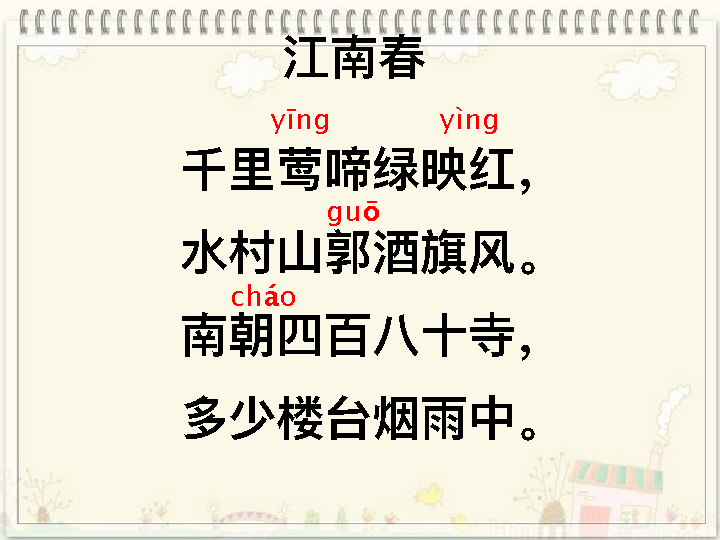 江南春
yīng yìng
千里莺啼绿映红，
guō
水村山郭酒旗风。
cháo
南朝四百八十寺，
多少楼台烟雨中。